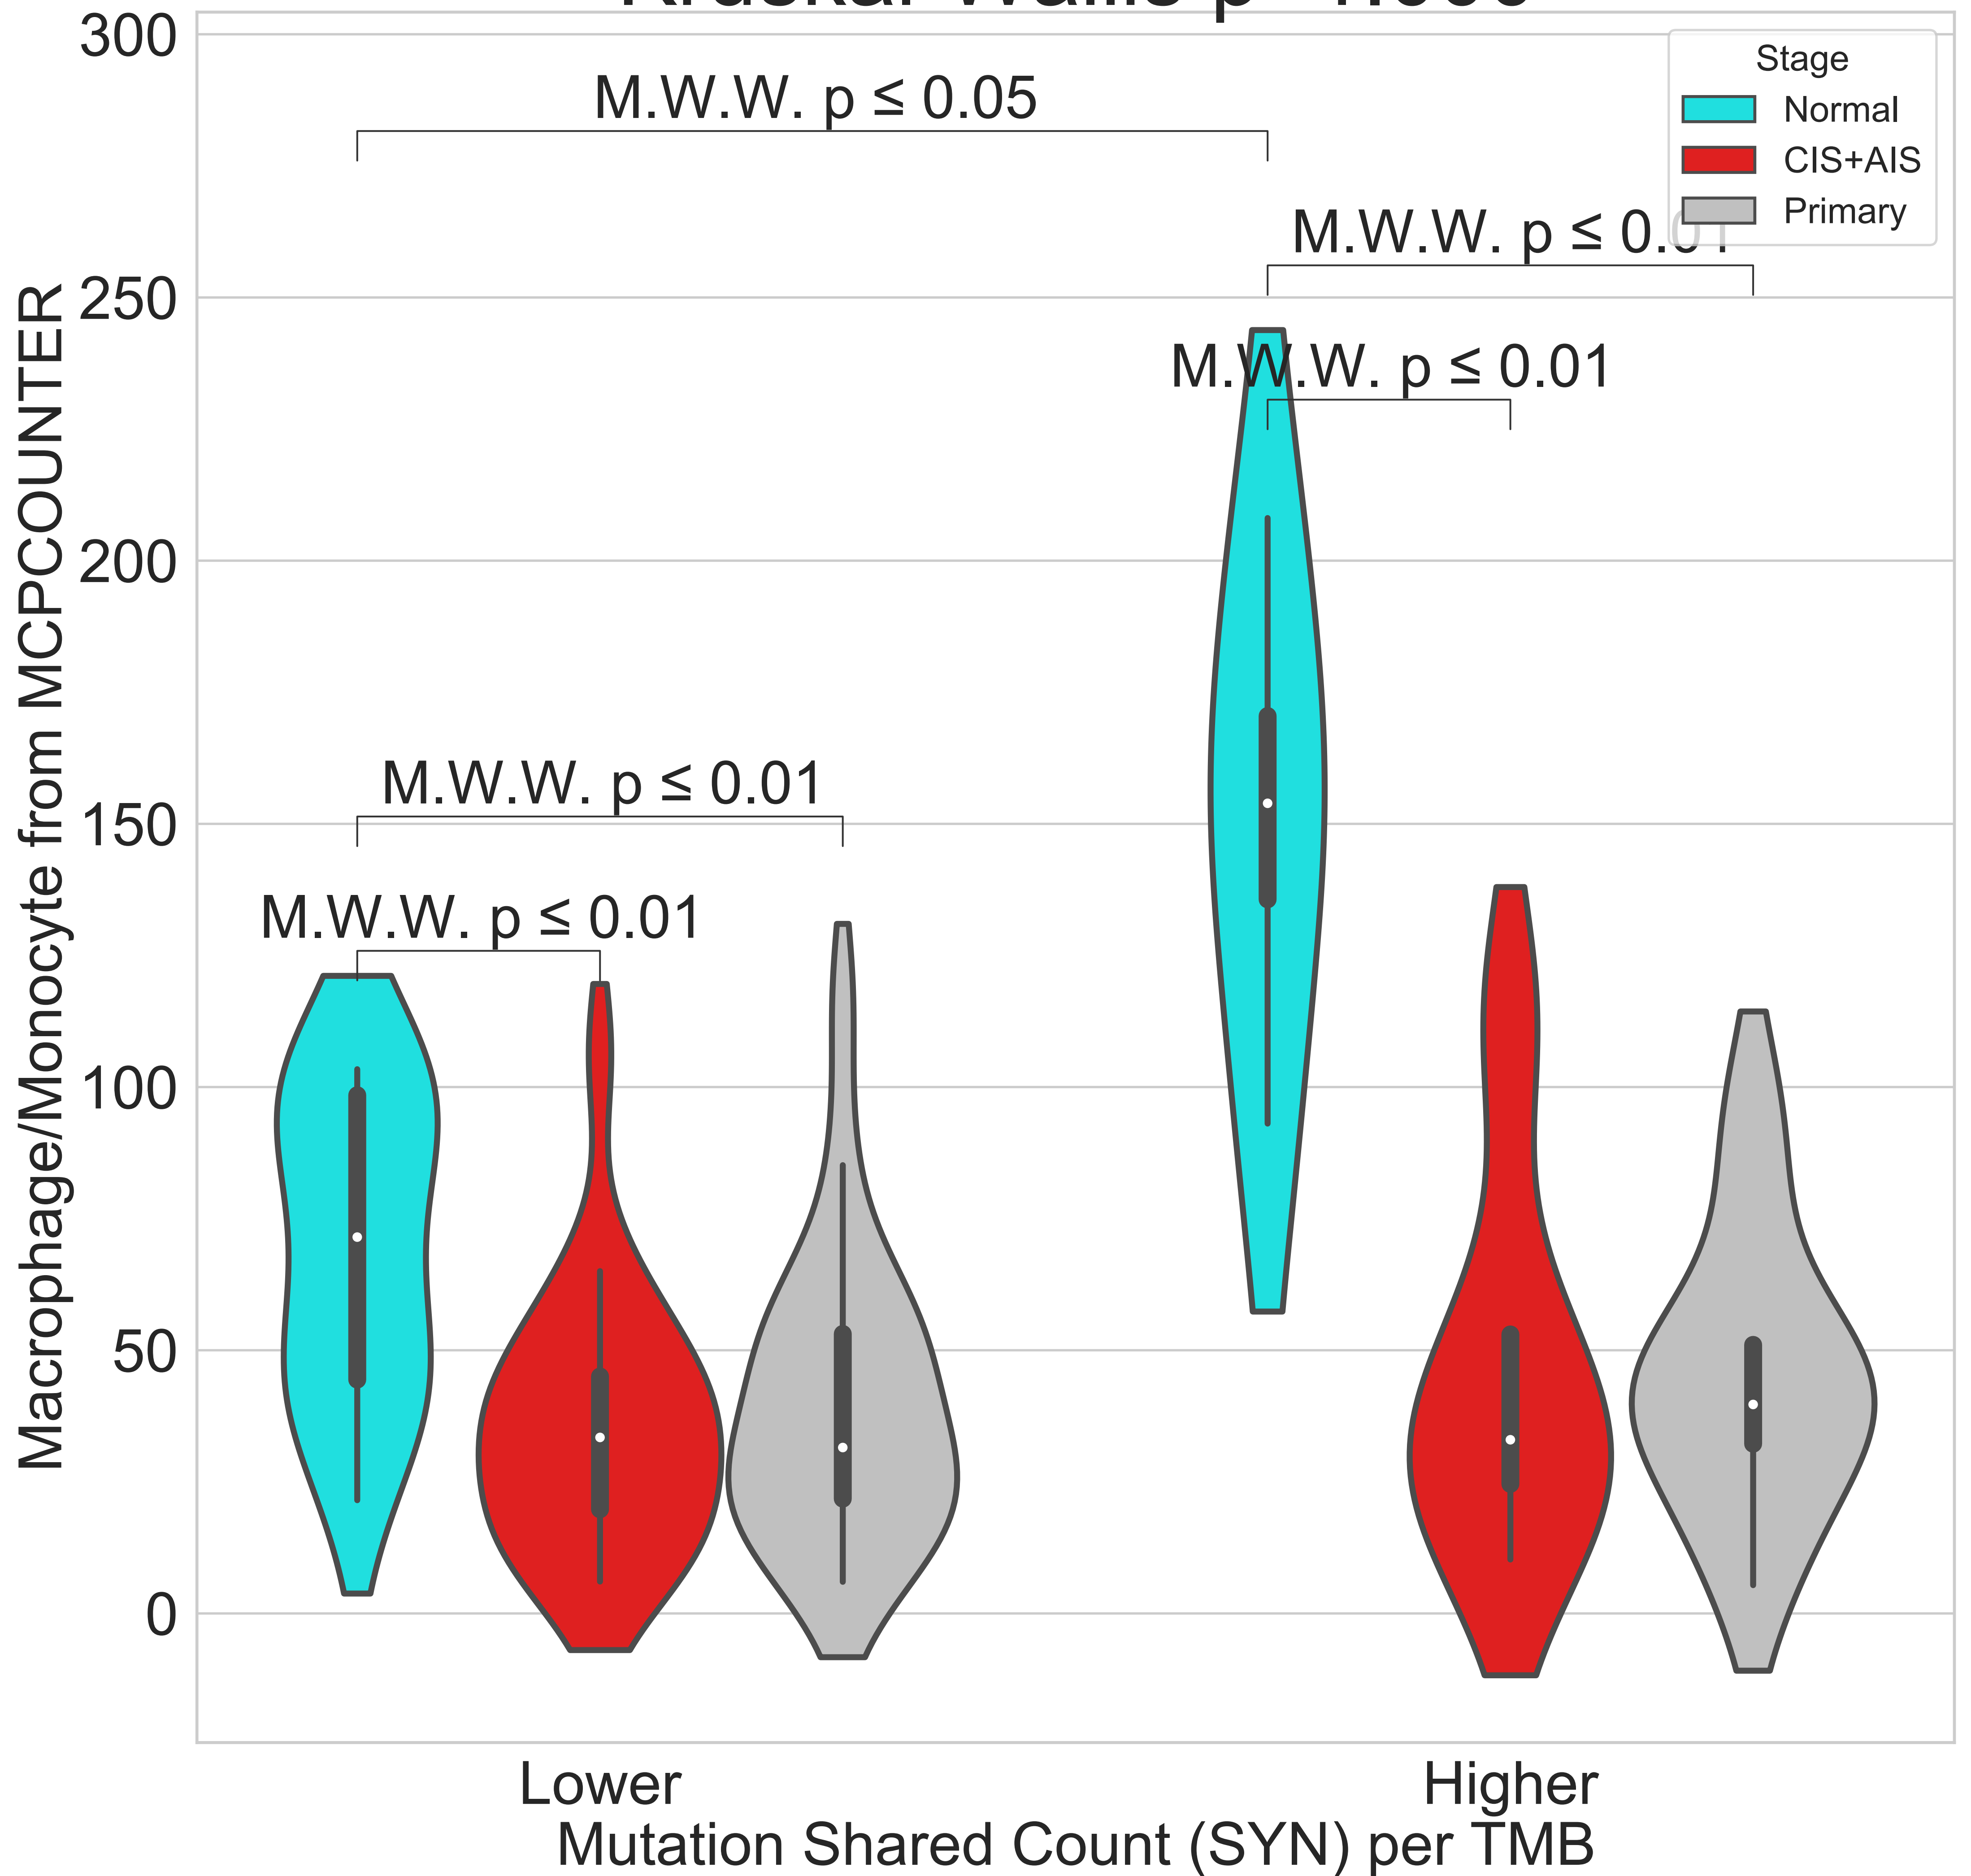 300
M.W.W. p ≤ 0.05
Stage
Normal
CIS+AIS
Primary
M.W.W. p ≤ 0.01
250
M.W.W. p ≤ 0.01
200
M.W.W. p ≤ 0.01
150
M.W.W. p ≤ 0.01
100
50
0
Macrophage/Monocyte from MCPCOUNTER
Lower
Higher
Mutation Shared Count (SYN) per TMB